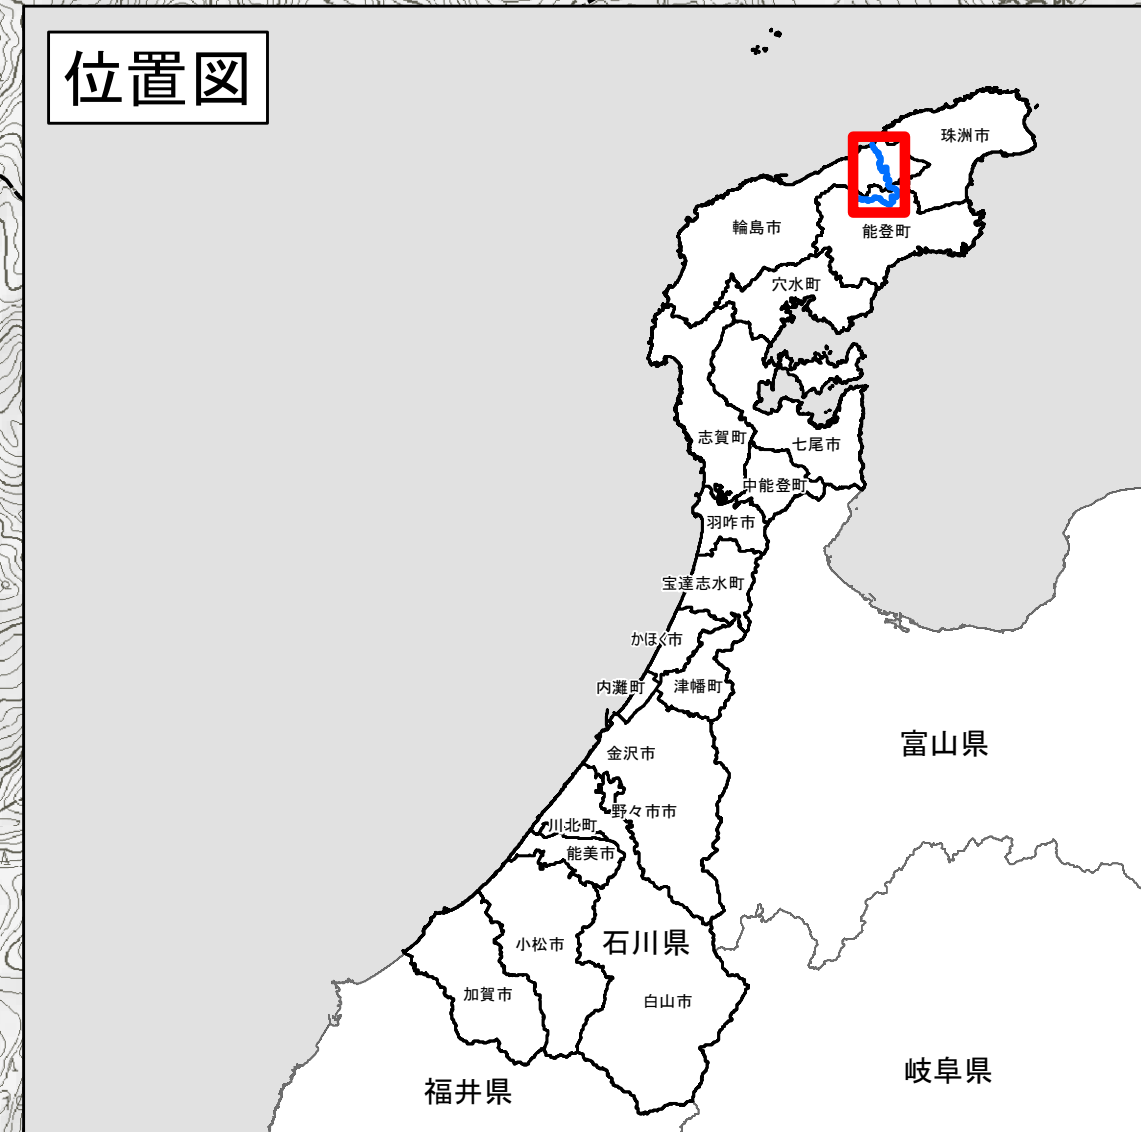 位置図
珠洲市
輪島市
能登町
穴水町
志賀町
七尾市
中能登町
羽咋市
宝達志水町
かほく市
内灘町
津幡町
金沢市
富山県
野々市市
川北町
能美市
小松市
石川県
加賀市
白山市
岐阜県
福井県